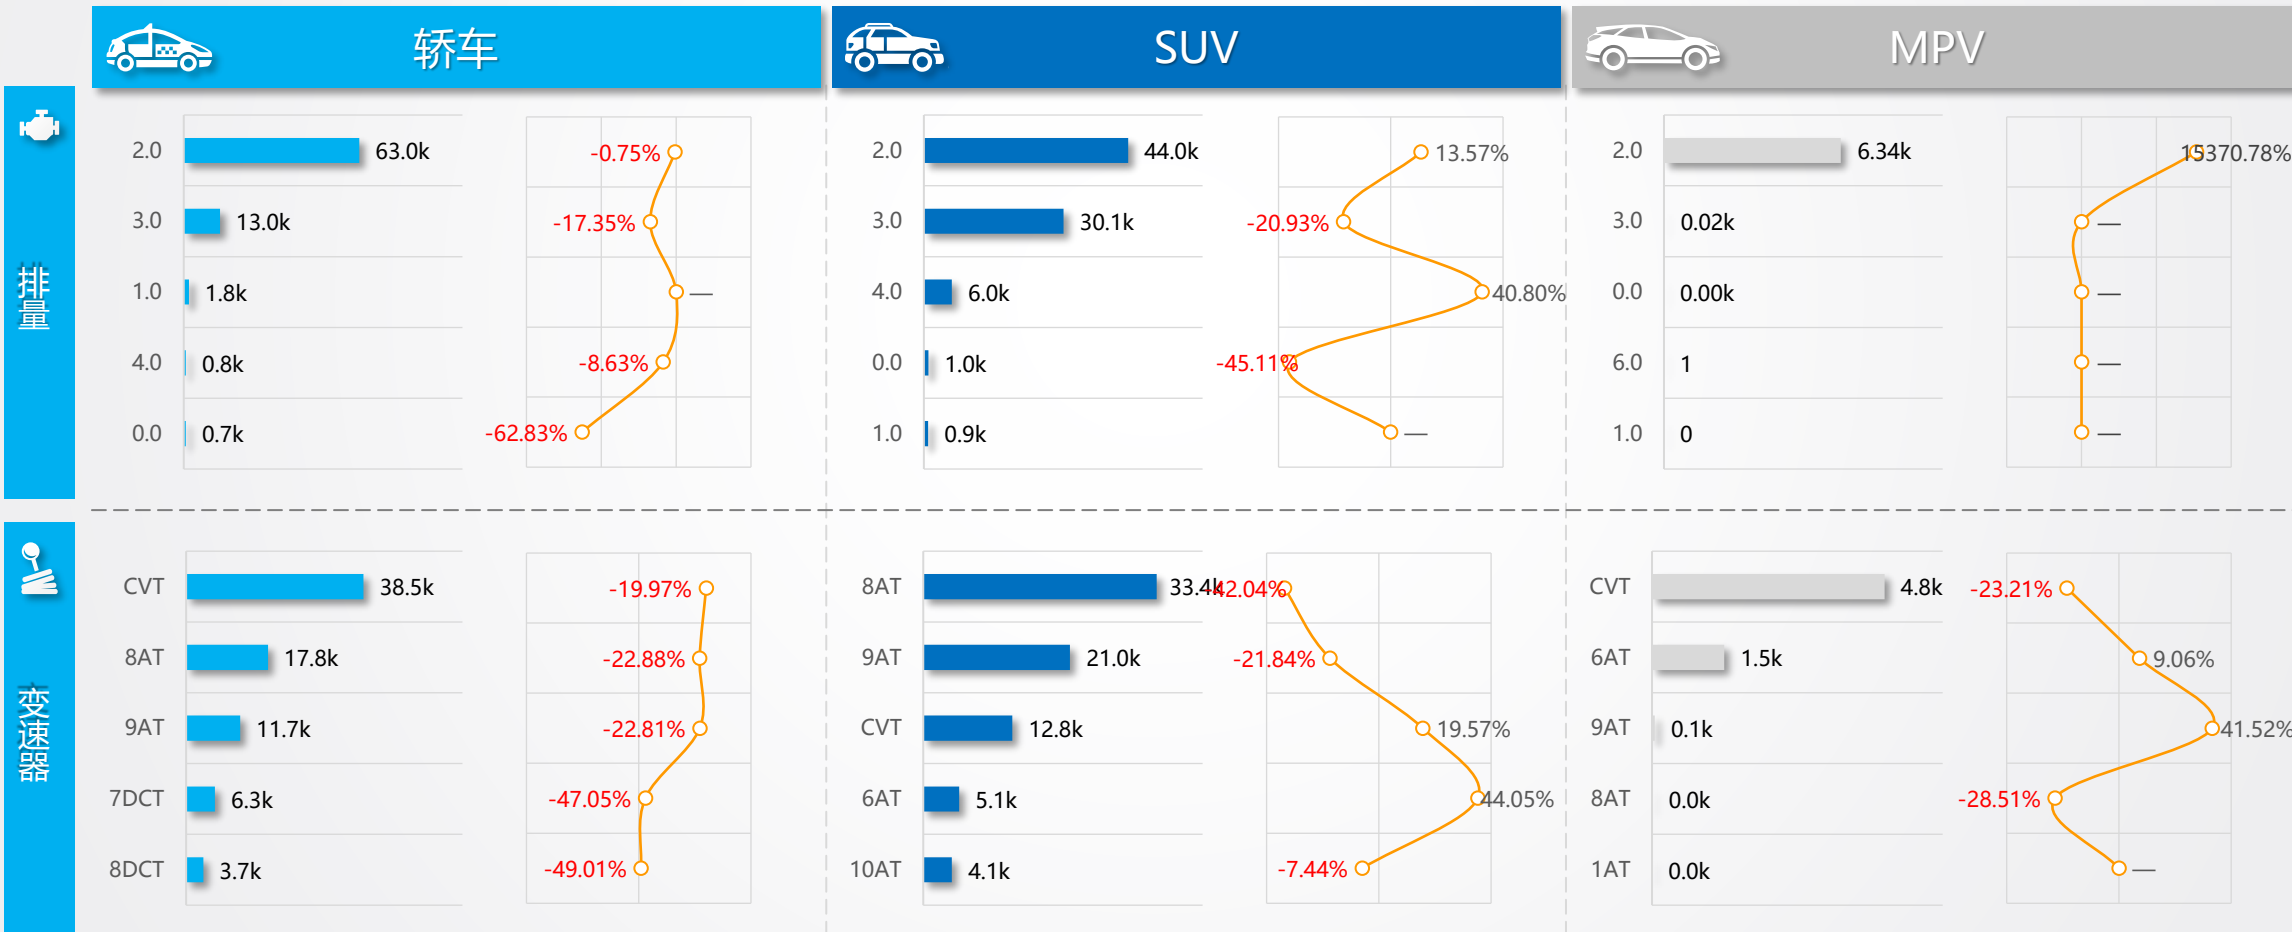 轿车
SUV
MPV
排量
2.0 63.0k -0.75%
3.0 13.0k -17.35%
1.0 1.8k —
4.0 0.8k -8.63%
0.0 0.7k -62.83%
2.0 44.0k 13.57%
3.0 30.1k -20.93%
4.0 6.0k 40.80%
0.0 1.0k -45.11%
1.0 0.9k —
2.0 6.34k 15370.78%
3.0 0.02k —
0.0 0.00k —
6.0 1 —
1.0 0 —
变速器
CVT 38.5k -19.97%
8AT 17.8k -22.88%
9AT 11.7k -22.81%
7DCT 6.3k -47.05%
8DCT 3.7k -49.01%
8AT 33.4k 42.04%
9AT 21.0k -21.84%
CVT 12.8k 19.57%
6AT 5.1k 44.05%
10AT 4.1k -7.44%
CVT 4.8k -23.21%
6AT 1.5k 9.06%
9AT 0.1k 41.52%
8AT 0.0k -28.51%
1AT 0.0k —